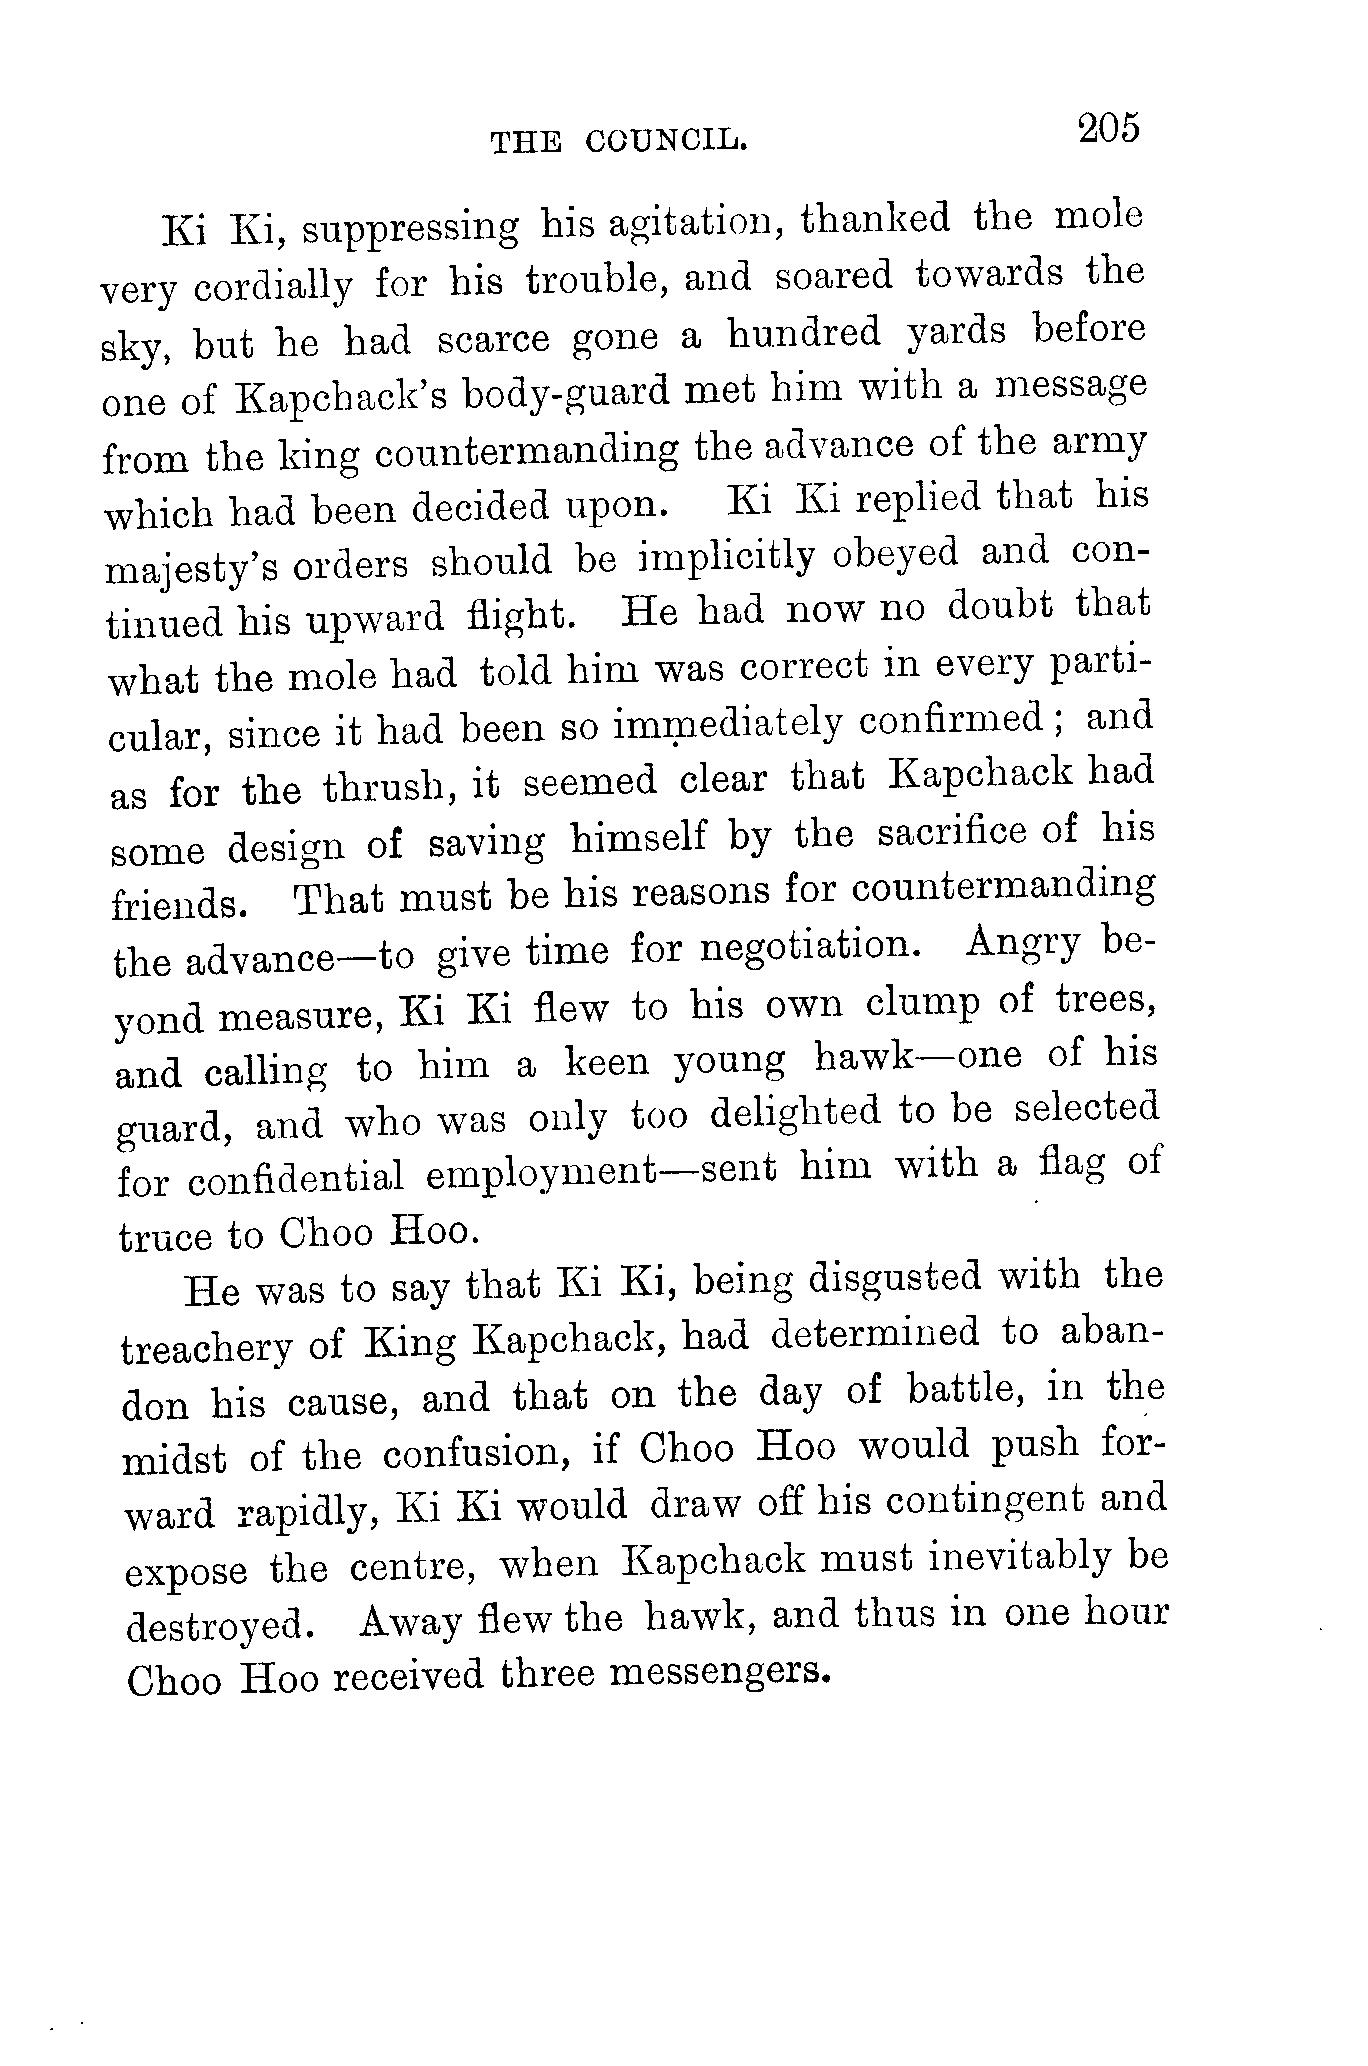 THE COUNCIL. 205
Ki Ki, suppressing his agitation, thanked the mole
very cordially for his trouble, and soared towards the
sky, but he had scarce gone a hundred yards before
one of Kapchack's body-guard met him with a message
from the king countermanding the advance of the army
which had been decided upon. Ki Ki replied that his
majesty's orders should be implicitly obeyed and con-
tinued his upward flight. He had now no doubt that
what the mole had told him was correct in every parti-
cular, since it had been so immediately confirmed; and
as for the thrush, it seemed clear that Kapchack had
some design of saving himself by the sacrifice of his
friends. That must be his reasons for countermanding
the advance—to give time for negotiation. Angry be-
yond measure, Ki Ki flew to his own clump of trees,
and calling to him a keen young hawk—one of his
guard, and who was only too delighted to be selected
for confidential employment—sent him with a flag of
truce to Choo Hoo.
He was to say that Ki Ki, being disgusted with the
treachery of King Kapchack, had determined to aban-
don his cause, and that on the day of battle, in the
midst of the confusion, if Choo Hoo would push for-
ward rapidly, Ki Ki would draw off his contingent and
expose the centre, when Kapchack must inevitably be
destroyed. Away flew the hawk, and thus in one hour
Choo Hoo received three messengers.